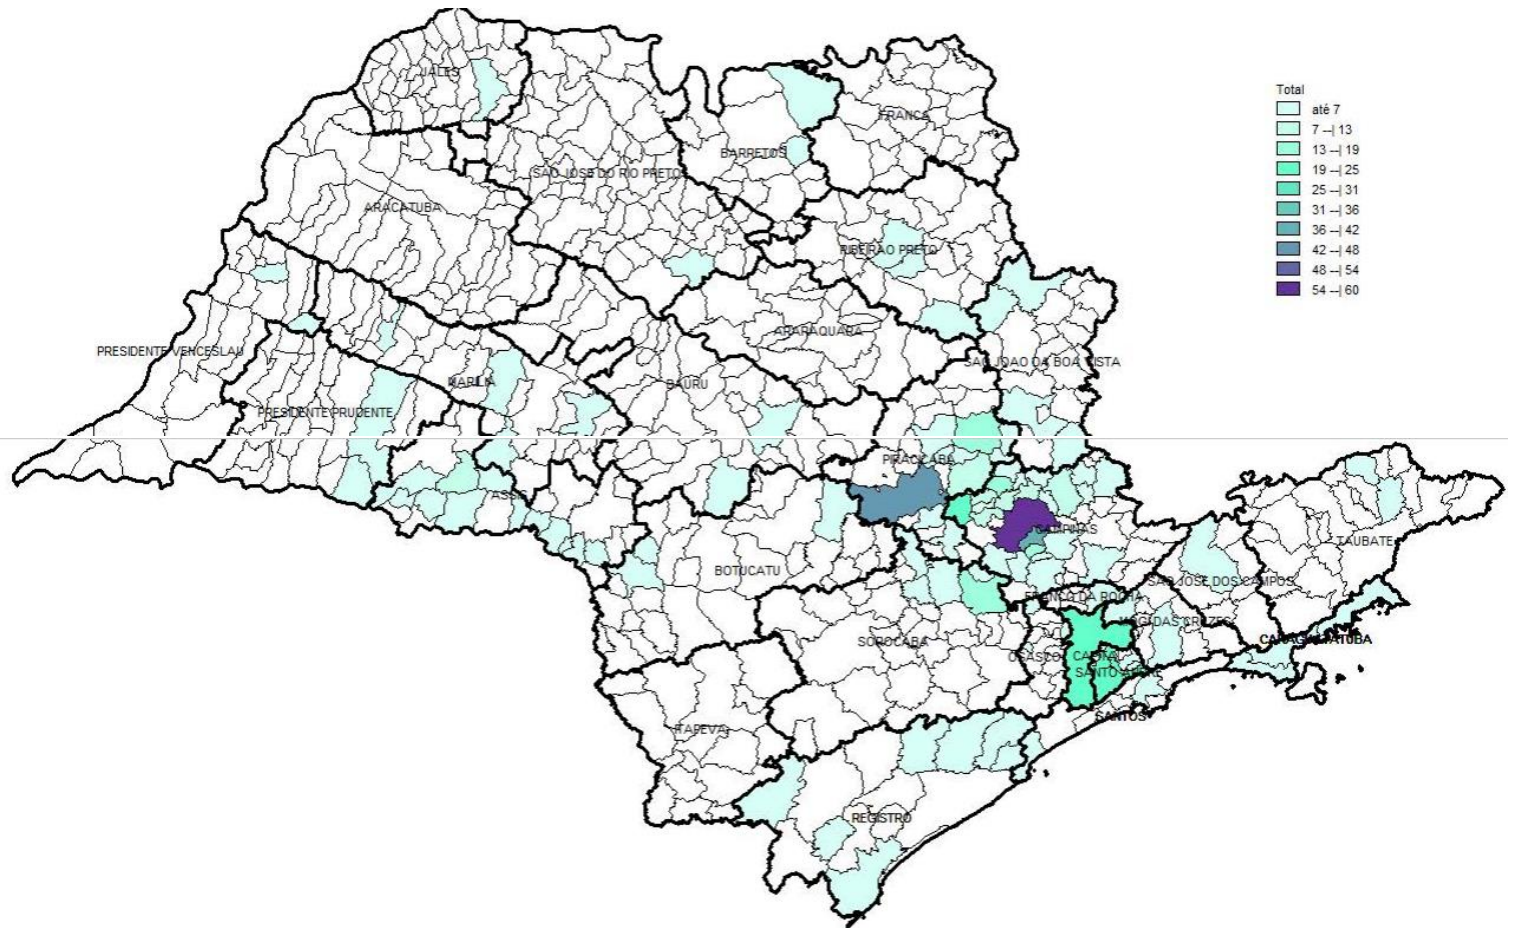 Total
até 7
7 --| 13
13 --| 19
19 --| 25
25 --| 31
31 --| 36
36 --| 42
42 --| 48
48 --| 54
54 --| 60
JALES
FRANCA
BARRETOS
SAO JOSE DO RIO PRETO
ARACATUBA
RIBEIRAO PRETO
ARARAQUARA
PRESIDENTE VENCESLAU
SAO JOAO DA BOA VISTA
MARILIA
BAURU
PRESIDENTE PRUDENTE
PIRACICABA
ASSIS
CAMPINAS
TAUBATE
BOTUCATU
SAO JOSE DOS CAMPOS
FRANCO DA ROCHA
MOGI DAS CRUZES
SOROCABA
CARAGUATATUBA
OSASCO
CAPITAL
SANTO ANDRE
SANTOS
ITAPEVA
REGISTRO